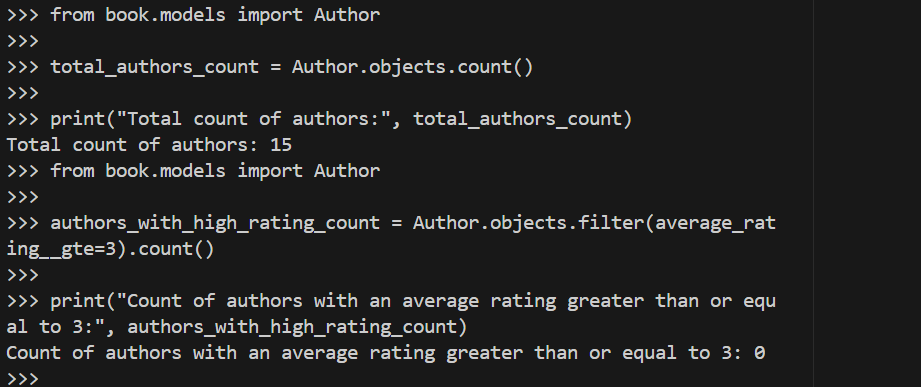 >>> from book.models import Author
>>>
>>> total_authors_count = Author.objects.count()
>>>
>>> print("Total count of authors:", total_authors_count)
Total count of authors: 15
>>> from book.models import Author
>>>
>>> authors_with_high_rating_count = Author.objects.filter(average_rat
ing__gte=3).count()
>>>
>>> print("Count of authors with an average rating greater than or equ
al to 3:", authors_with_high_rating_count)
Count of authors with an average rating greater than or equal to 3: 0
>>>